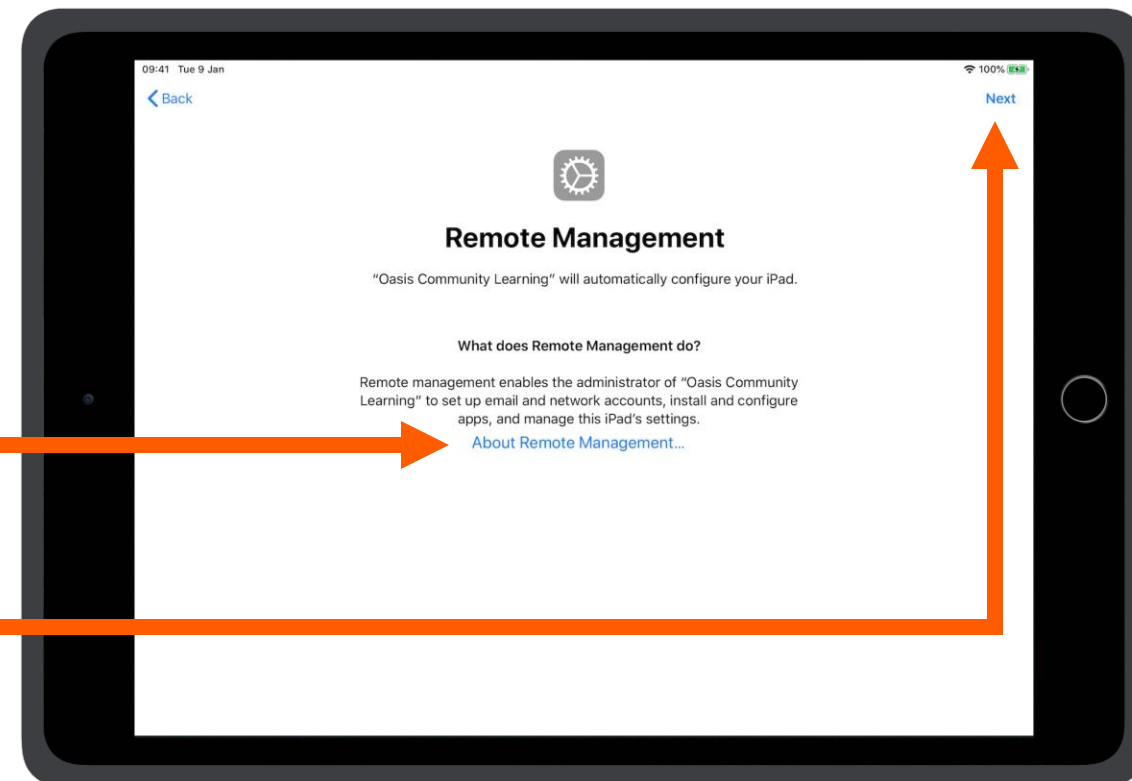 09:41 Tue 9 Jan
100%
Back
Next
Remote Management
“Oasis Community Learning” will automatically configure your iPad.
What does Remote Management do?
Remote management enables the administrator of “Oasis Community
Learning” to set up email and network accounts, install and configure
apps, and manage this iPad’s settings.
About Remote Management...